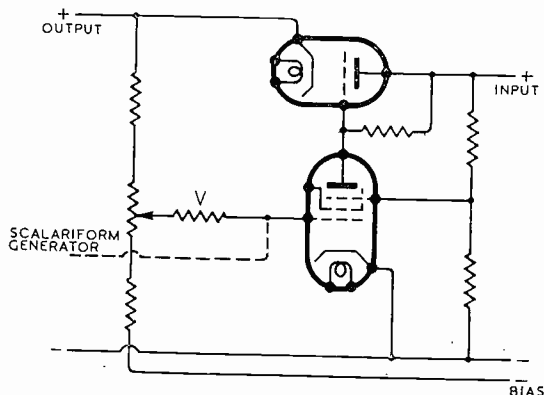 +
OUTPUT
+
INPUT
V
SCALARIFORM
GENERATOR
− −
BIAS